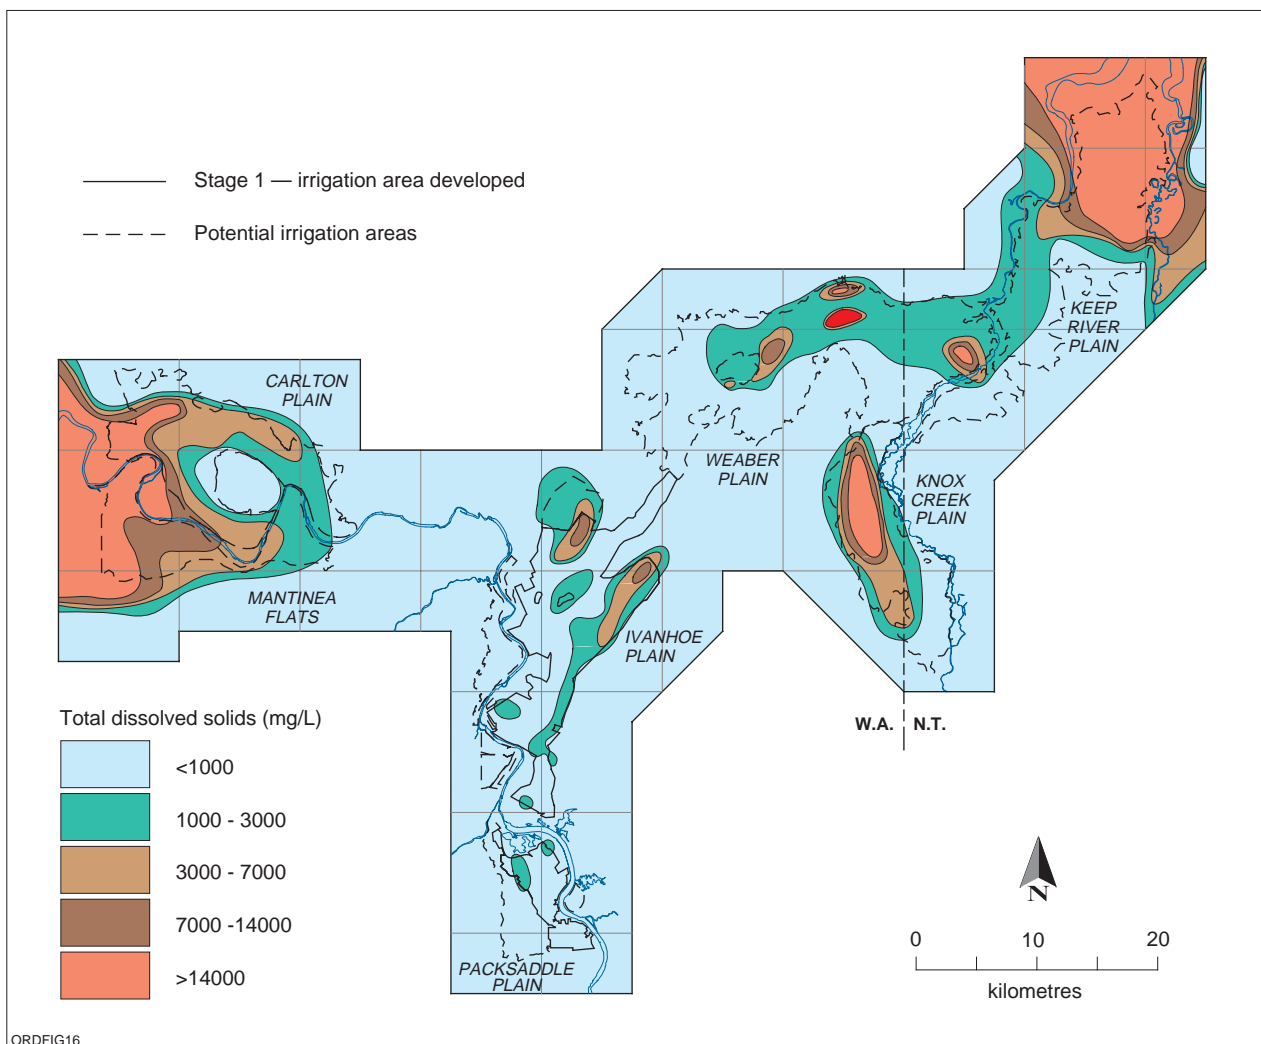 Stage 1 — irrigation area developed
Potential irrigation areas
KEEP
RIVER
PLAIN
CARLTON
PLAIN
WEABER
PLAIN
KNOX
CREEK
PLAIN
MANTINEA
FLATS
IVANHOE
PLAIN
W.A.
N.T.
Total dissolved solids (mg/L)
<1000
1000 - 3000
3000 - 7000
7000 -14000
>14000
PACKSADDLE
PLAIN
N
0 10 20
kilometres
ORDFIG16